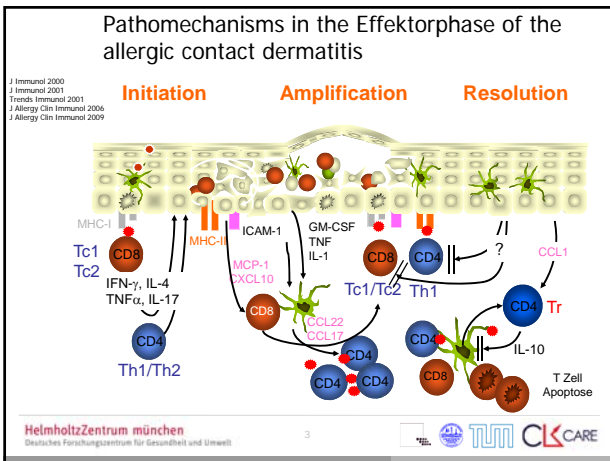 Pathomechanisms in the Effektorphase of the
allergic contact dermatitis
J Immunol 2000
J Immunol 2001
Trends Immunol 2001
J Allergy Clin Immunol 2006
J Allergy Clin Immunol 2009
Initiation
Amplification
Resolution
MHC-I
CD8
Tc1
Tc2
IFN-γ, IL-4
TNFα, IL-17
CD4
Th1/Th2
MHC-II
ICAM-1
MCP-1
CXCL10
GM-CSF
TNF
IL-1
CD8
CCL22
CCL17
CD4
CD4
CD4
CD8
CD4
Tc1/Tc2
Th1
?
CCL1
CD4
Tr
IL-10
CD4
CD8
T Zell
Apoptose
HelmholtzZentrum münchen
Deutsches Forschungszentrum für Gesundheit und Umwelt
3
TUM
CK CARE